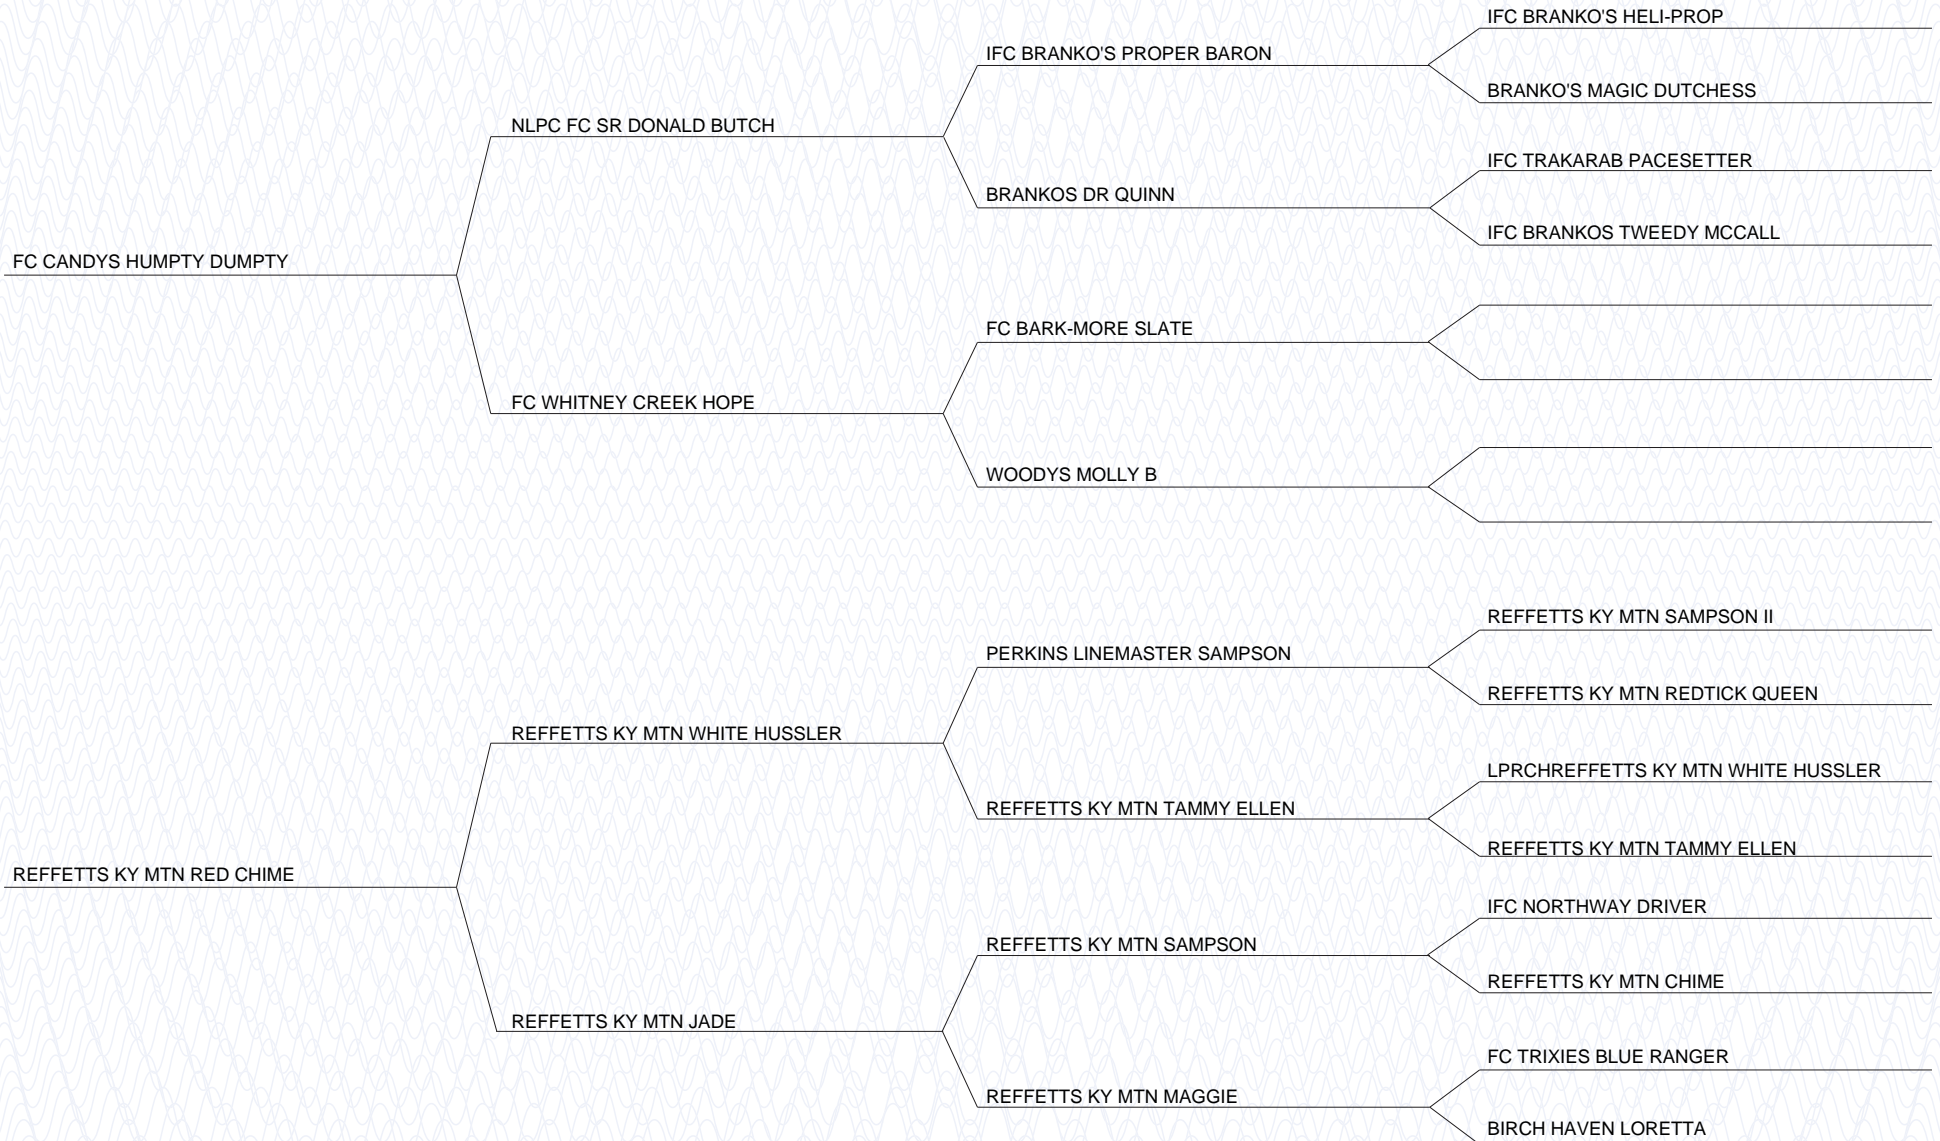 IFC BRANKO'S HELI-PROP
IFC BRANKO'S PROPER BARON
BRANKO'S MAGIC DUTCHESS
NLPC FC SR DONALD BUTCH
IFC TRAKARAB PACESETTER
BRANKOS DR QUINN
IFC BRANKOS TWEEDY MCCALL
FC CANDYS HUMPTY DUMPTY
FC BARK-MORE SLATE
FC WHITNEY CREEK HOPE
WOODYS MOLLY B
REFFETTS KY MTN SAMPSON II
PERKINS LINEMASTER SAMPSON
REFFETTS KY MTN REDTICK QUEEN
REFFETTS KY MTN WHITE HUSSLER
LPRCHREFFETTS KY MTN WHITE HUSSLER
REFFETTS KY MTN TAMMY ELLEN
REFFETTS KY MTN TAMMY ELLEN
REFFETTS KY MTN RED CHIME
IFC NORTHWAY DRIVER
REFFETTS KY MTN SAMPSON
REFFETTS KY MTN CHIME
REFFETTS KY MTN JADE
FC TRIXIES BLUE RANGER
REFFETTS KY MTN MAGGIE
BIRCH HAVEN LORETTA